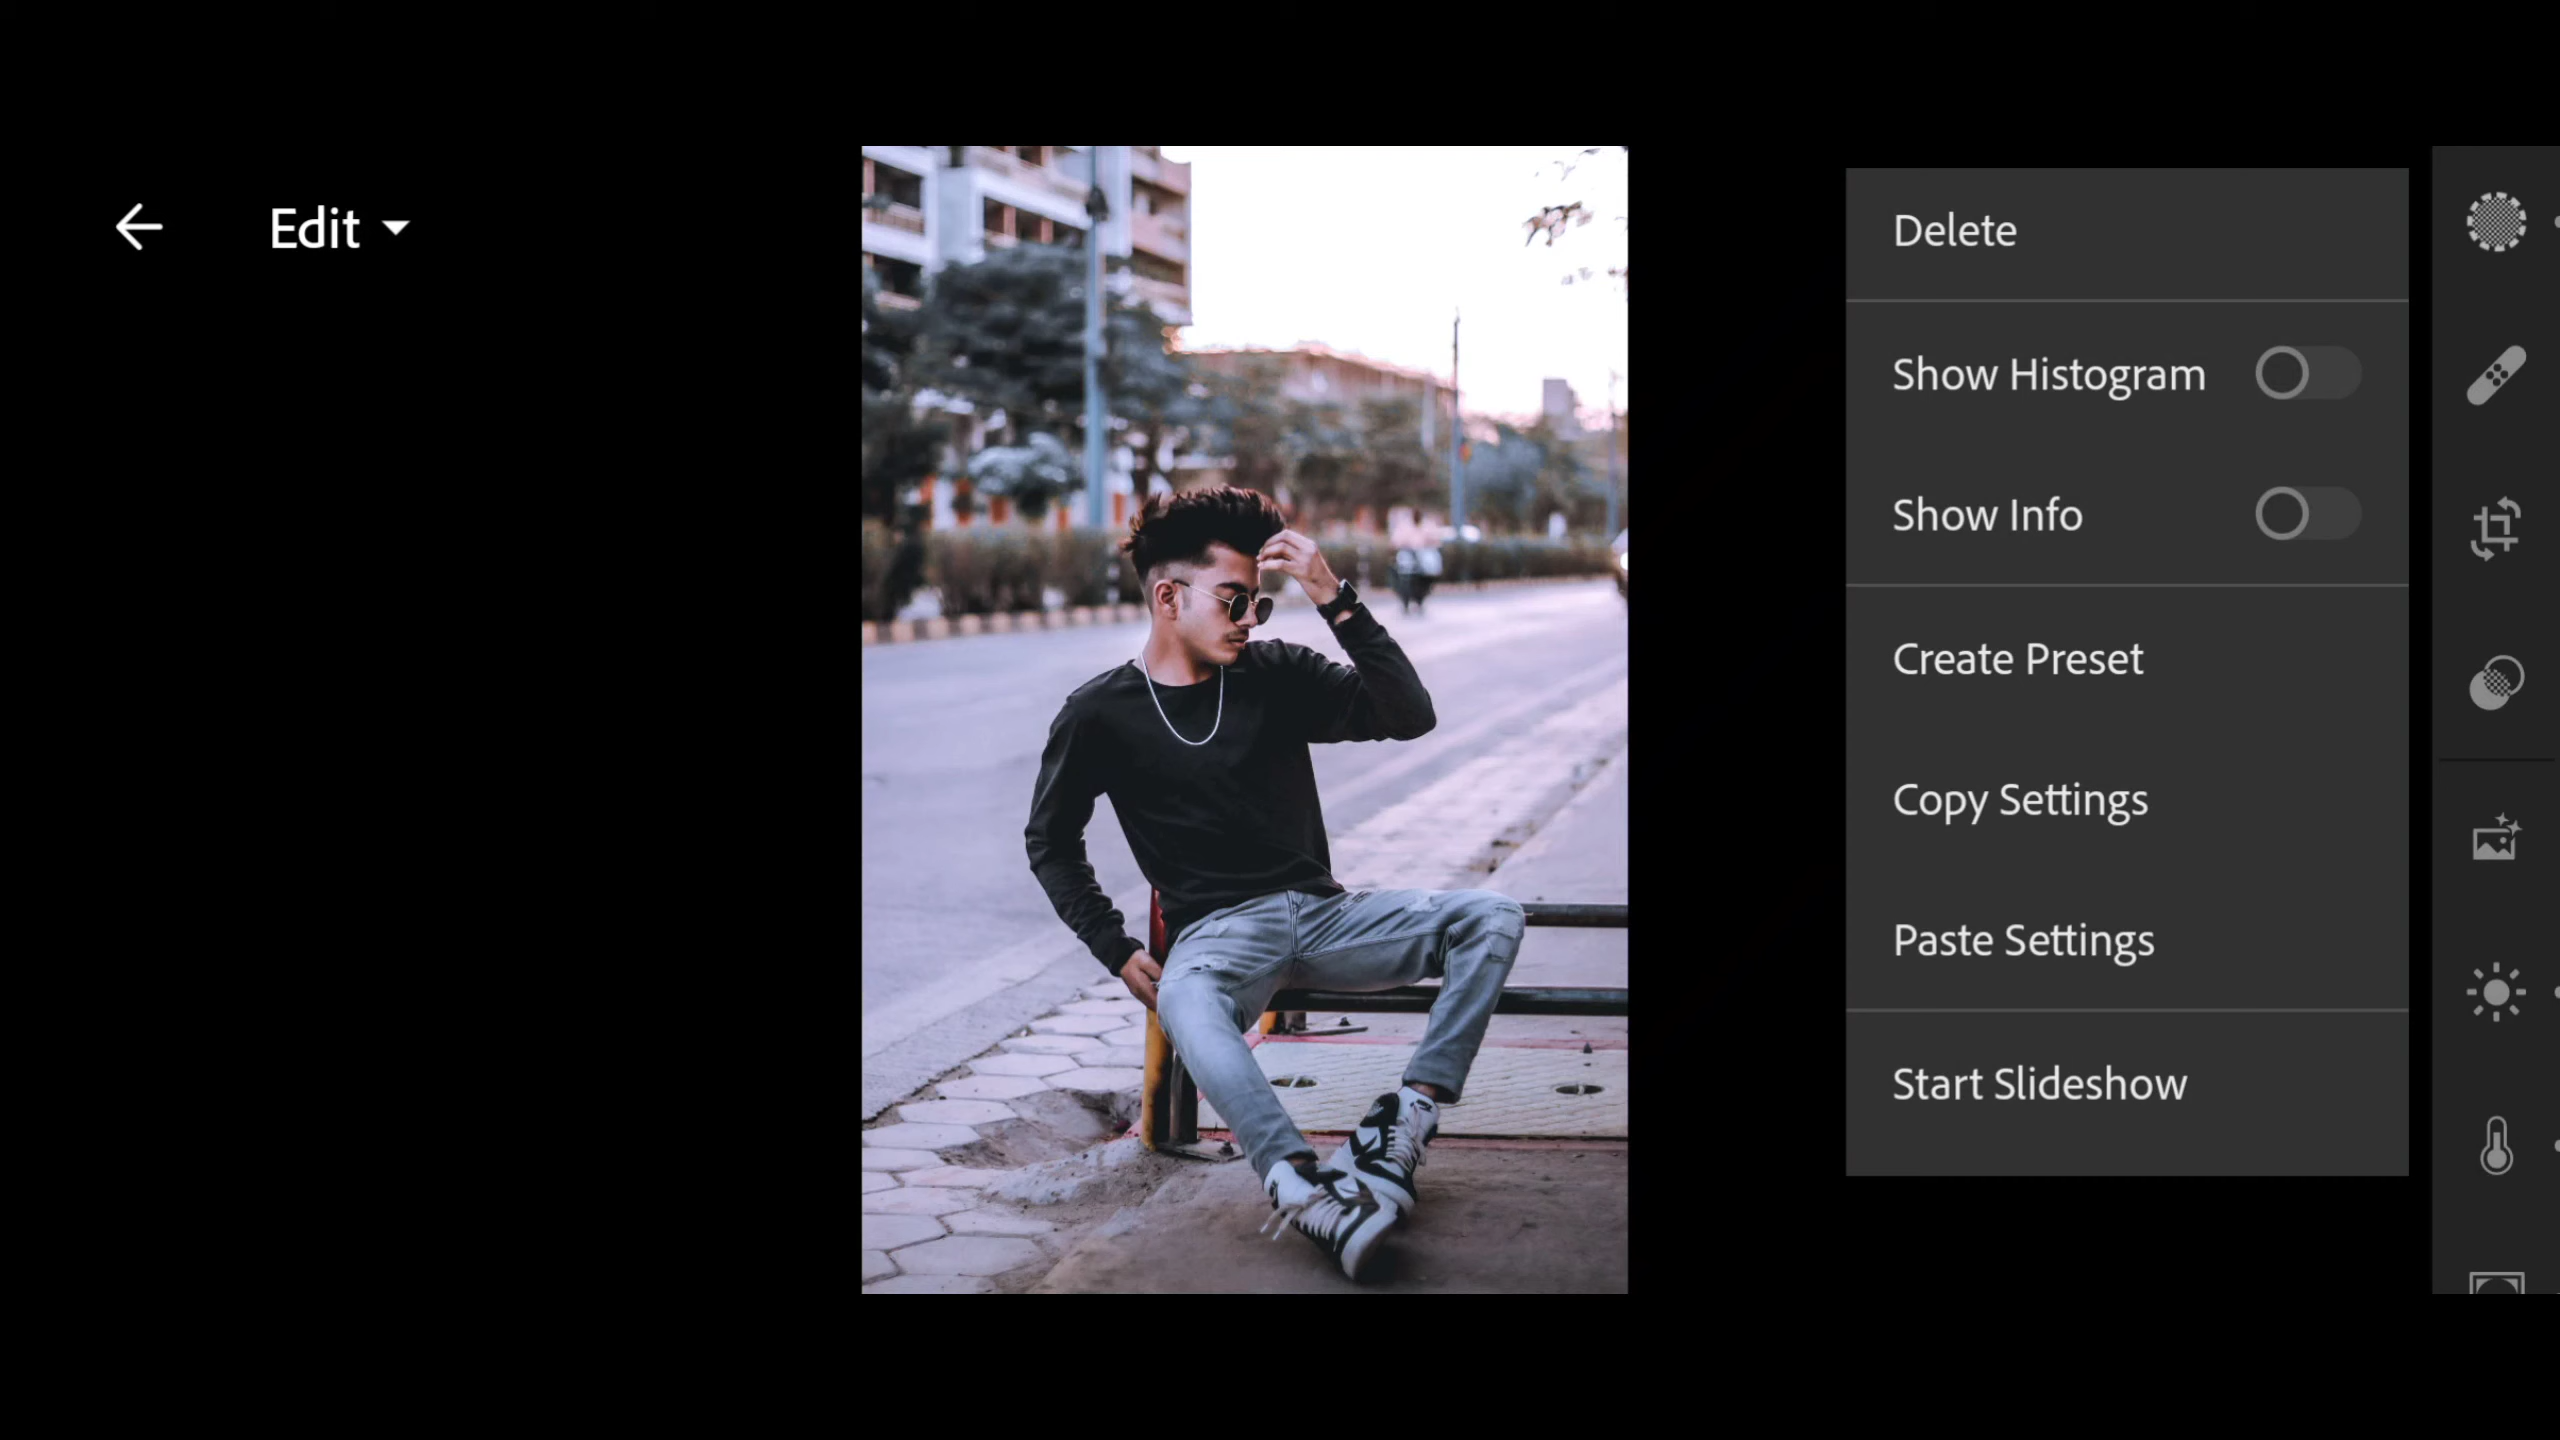 Edit
Delete
Show Histogram
Show Info
Create Preset
Copy Settings
Paste Settings
Start Slideshow